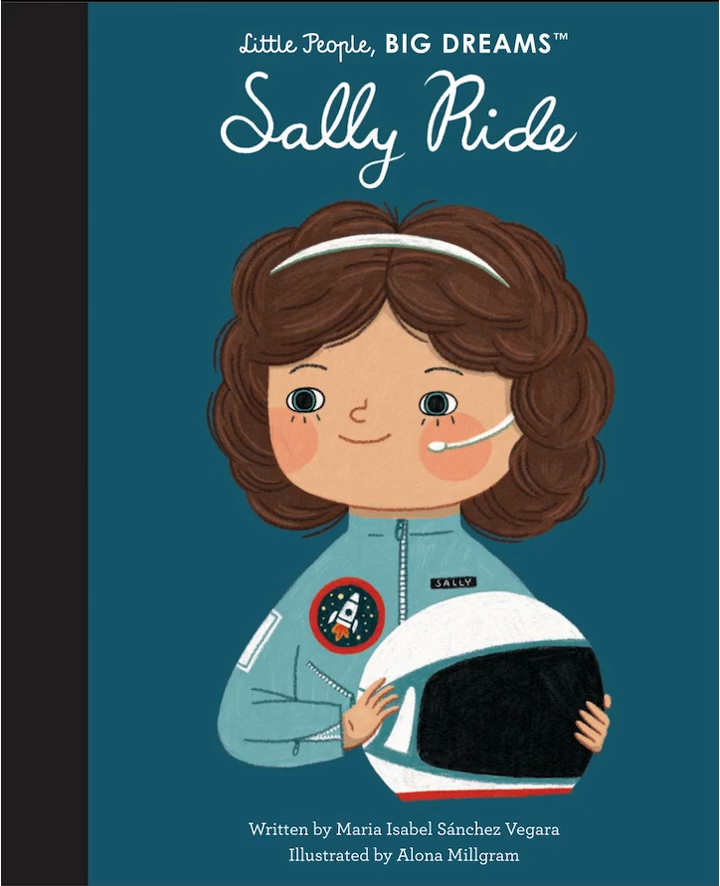 Little People, BIG DREAMS™
Sally Ride
SALLY
Written by Maria Isabel Sánchez Vegara
Illustrated by Alona Millgram